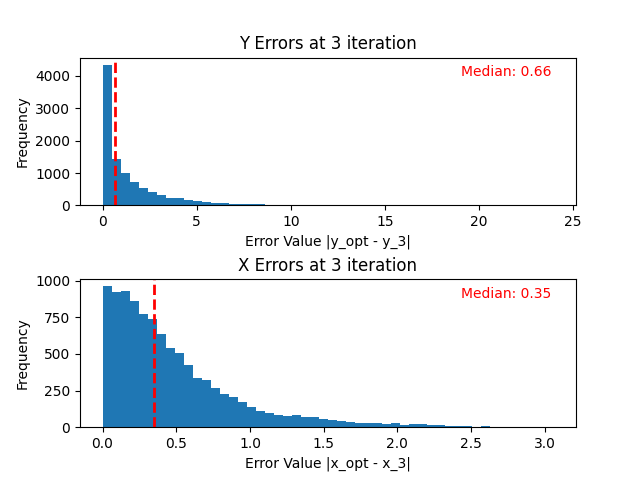 Y Errors at 3 iteration
Median: 0.66
Frequency
4000
3000
2000
1000
0
0 5 10 15 20 25
Error Value |y_opt - y_3|
X Errors at 3 iteration
Median: 0.35
Frequency
1000
750
500
250
0
0.0 0.5 1.0 1.5 2.0 2.5 3.0
Error Value |x_opt - x_3|